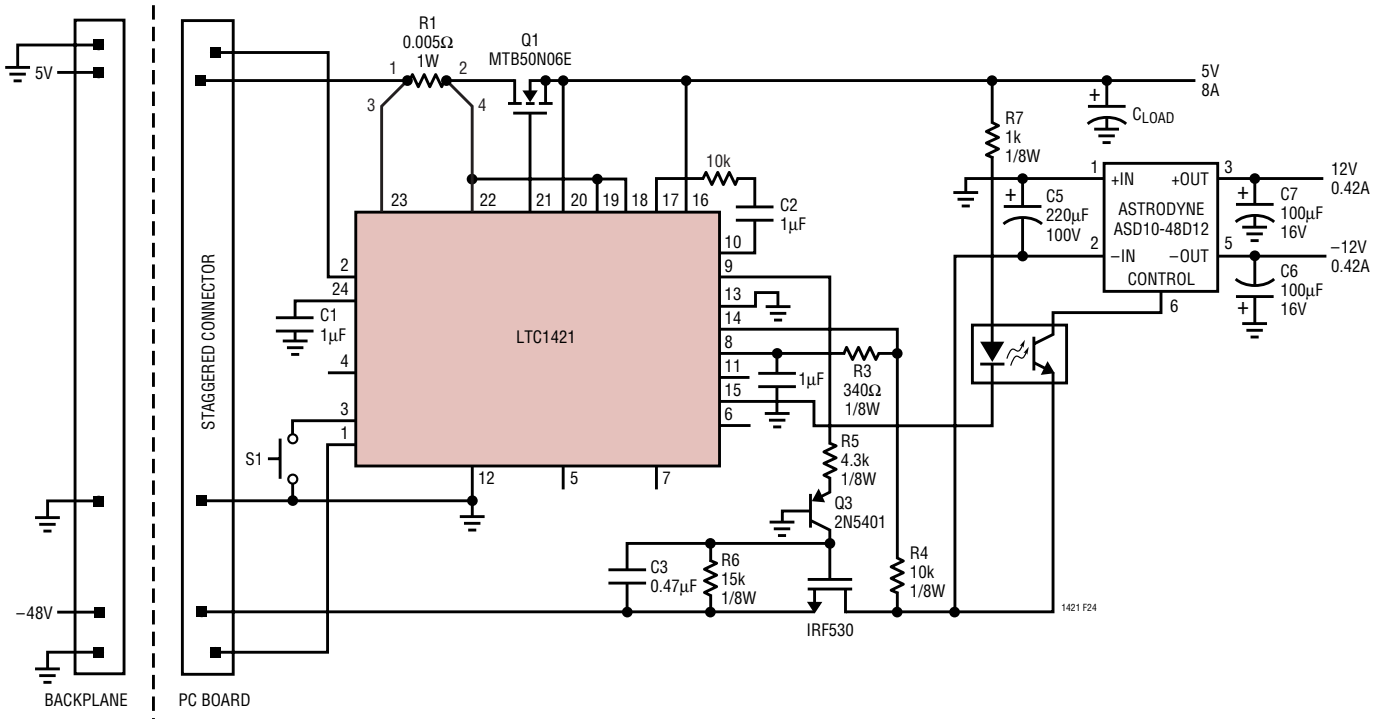 R1
0.005Ω
1W
Q1
MTB50N06E
1
2
3
4
5V
5V
8A
+
CLOAD
R7
1k
1/8W
10k
C2
1µF
23
22
21
20
19
18
17
16
10
9
13
14
8
11
15
6
2
24
4
3
1
12
5
7
LTC1421
C1
1µF
S1
STAGGERED CONNECTOR
1µF
R3
340Ω
1/8W
R5
4.3k
1/8W
Q3
2N5401
R4
10k
1/8W
C3
0.47µF
R6
15k
1/8W
IRF530
+
C5
220µF
100V
1
2
+IN
+OUT
ASTRODYNE
ASD10-48D12
−IN
−OUT
CONTROL
3
5
6
12V
0.42A
+
C7
100µF
16V
−12V
0.42A
C6
100µF
16V
+
−48V
1421 F24
BACKPLANE
PC BOARD